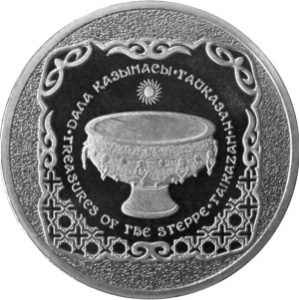 ДАЛА ҚАЗЫНАСЫ • ТАЙҚАЗАН •
TREASURES OF THE STEPPE • TAIKAZAN •